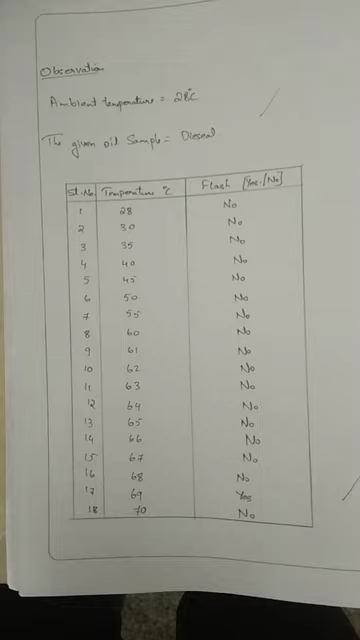 Observation
Ambient temperature = 28°C
The given oil Sample = Dieseal
Sl.No. Temperature °C Flash [Yes/No]
1 28 No
2 30 No
3 35 No
4 40 No
5 45 No
6 50 No
7 55 No
8 60 No
9 61 No
10 62 No
11 63 No
12 64 No
13 65 No
14 66 No
15 67 No
16 68 No
17 69 Yes
18 70 No